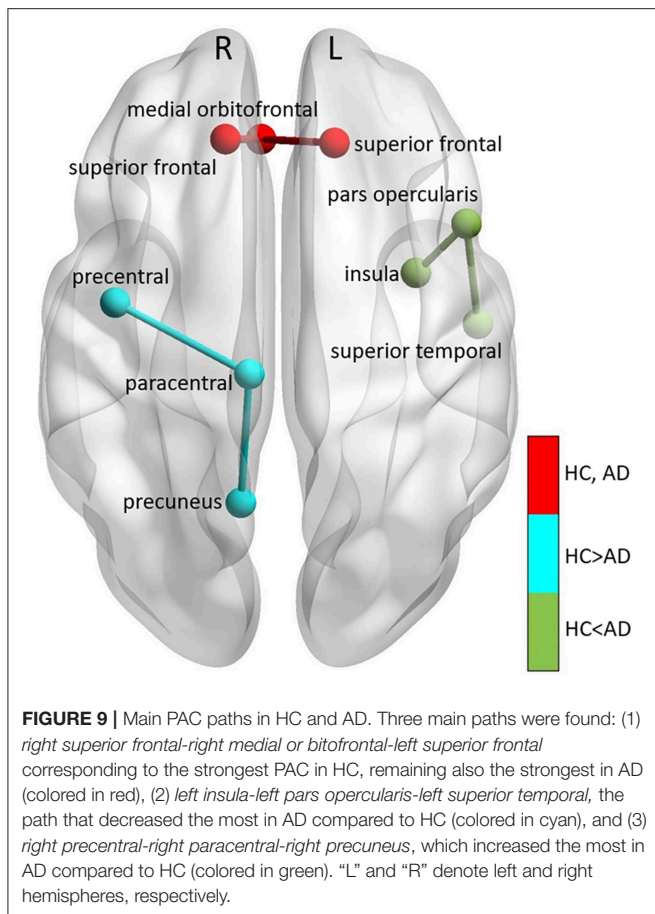 R
L
medial orbitofrontal
superior frontal
superior frontal
pars opercularis
precentral
insula
superior temporal
paracentral
precuneus
HC, AD
HC>AD
HC<AD
FIGURE 9 | Main PAC paths in HC and AD. Three main paths were found: (1)
right superior frontal-right medial or bitofrontal-left superior frontal
corresponding to the strongest PAC in HC, remaining also the strongest in AD
(colored in red), (2) left insula-left pars opercularis-left superior temporal, the
path that decreased the most in AD compared to HC (colored in cyan), and (3)
right precentral-right paracentral-right precuneus, which increased the most in
AD compared to HC (colored in green). “L” and “R” denote left and right
hemispheres, respectively.